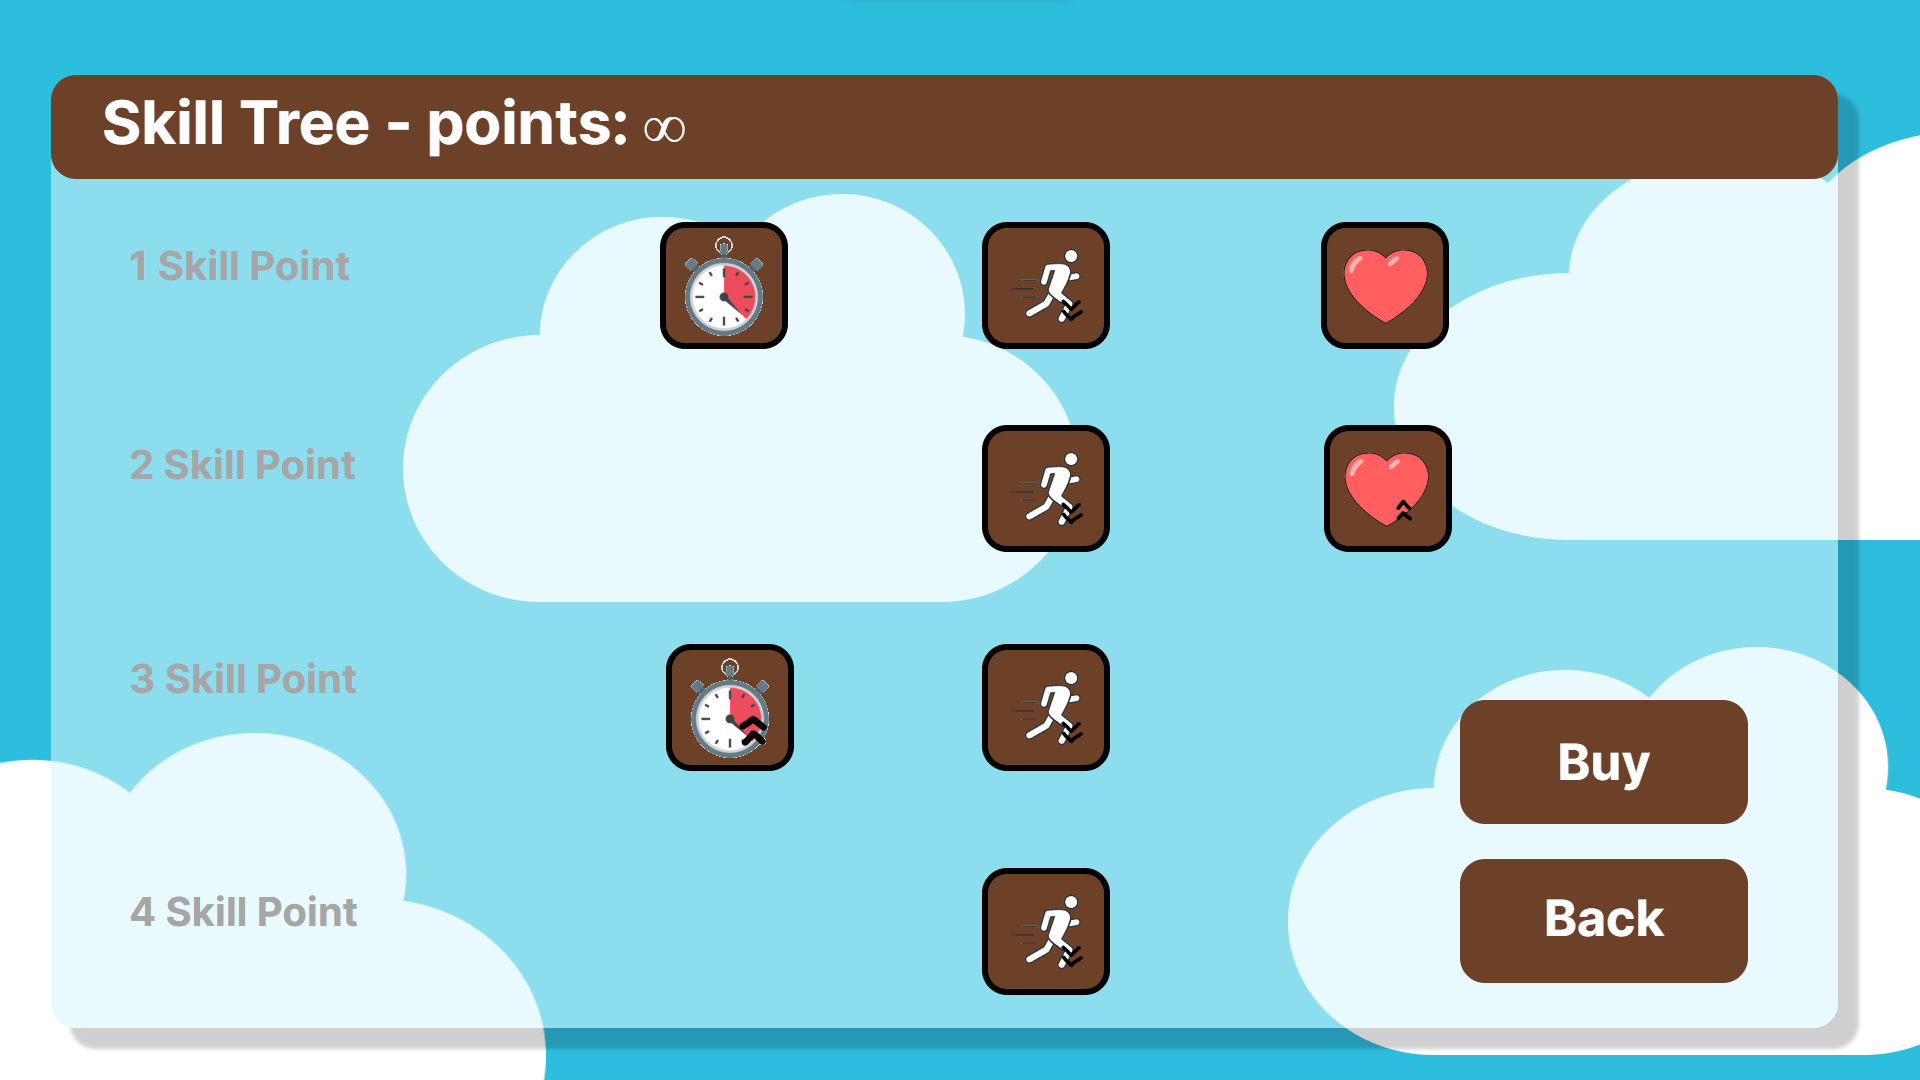 Skill Tree - points: ∞
1 Skill Point
2 Skill Point
3 Skill Point
Buy
4 Skill Point
Back